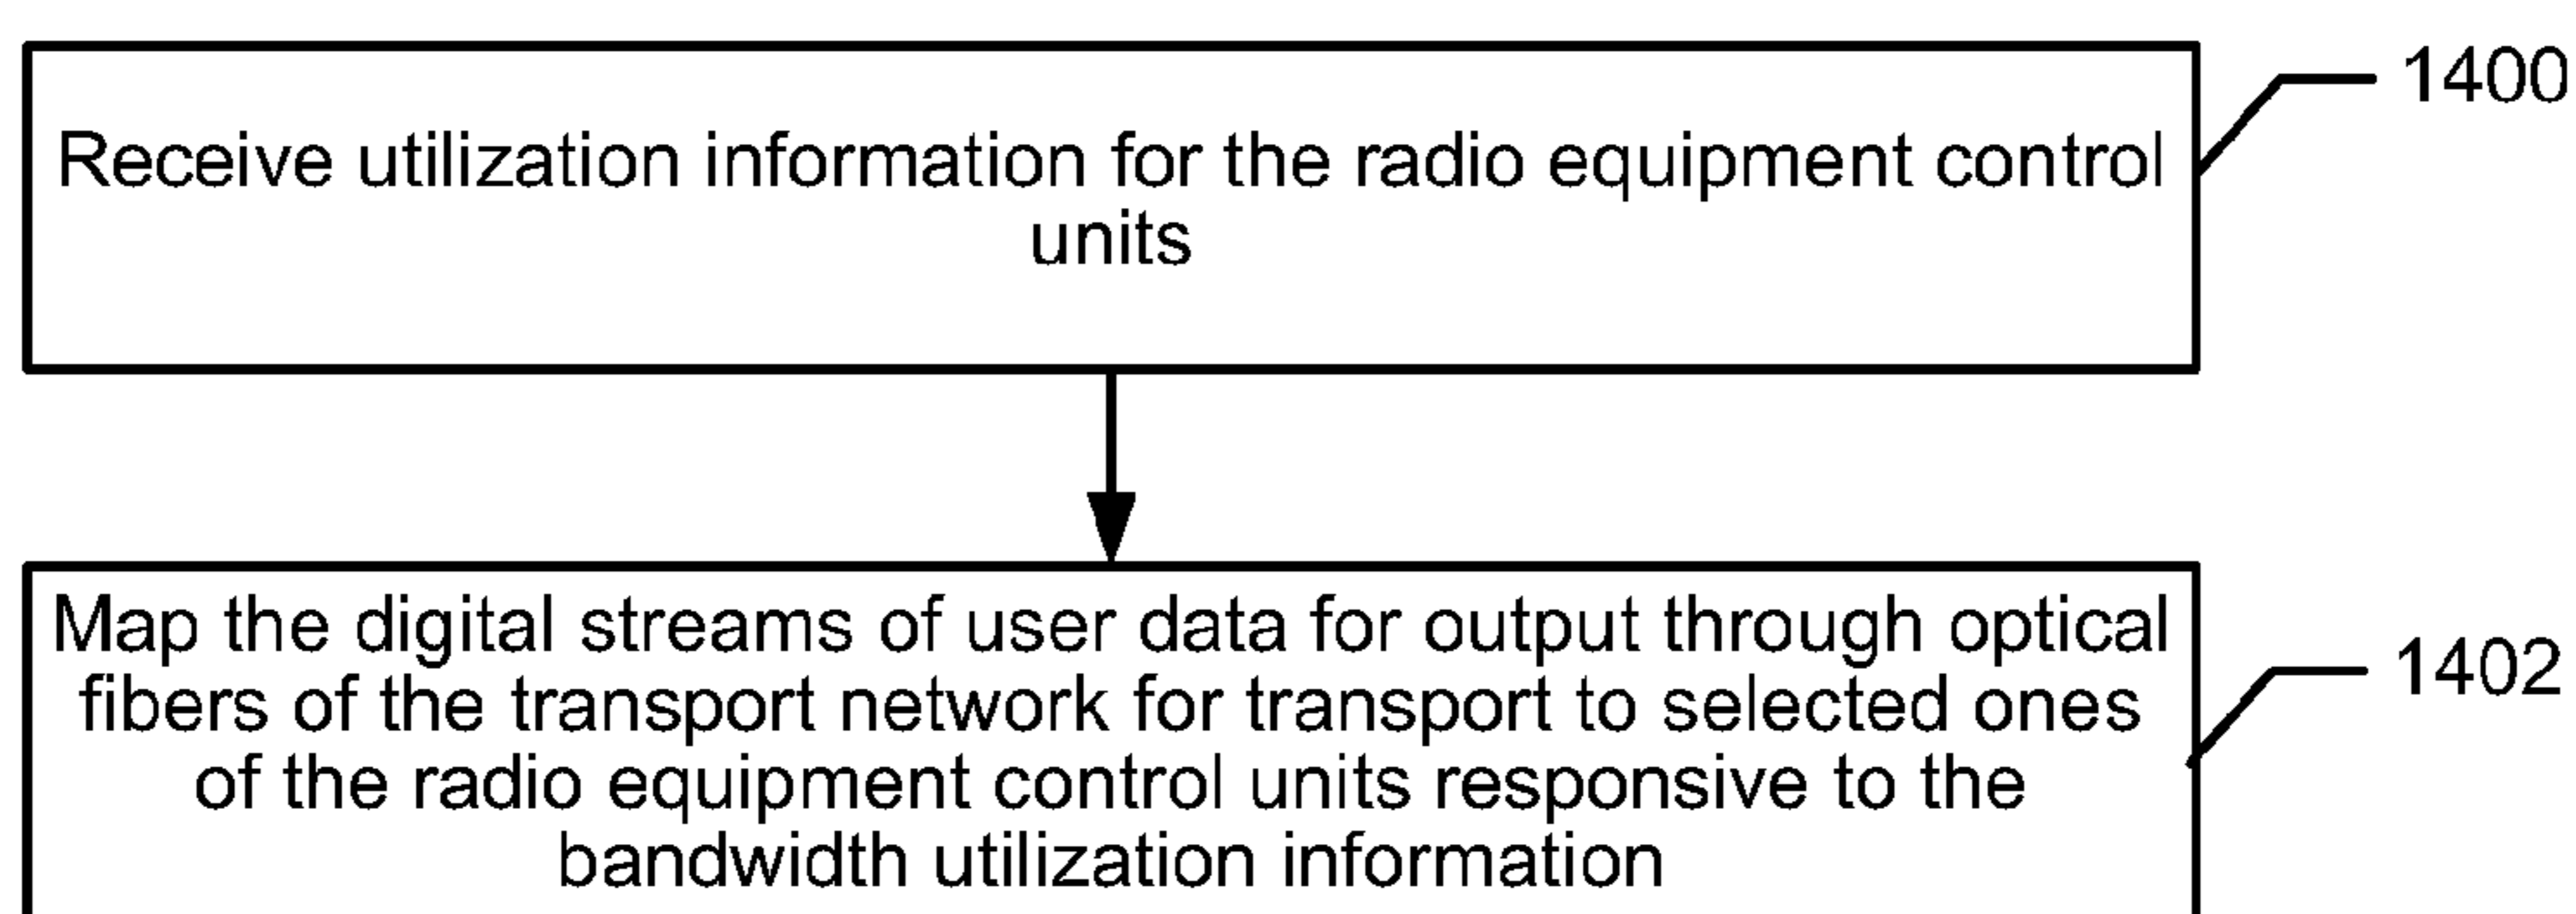 1400
Receive utilization information for the radio equipment control
units
Map the digital streams of user data for output through optical
fibers of the transport network for transport to selected ones
of the radio equipment control units responsive to the
bandwidth utilization information
1402